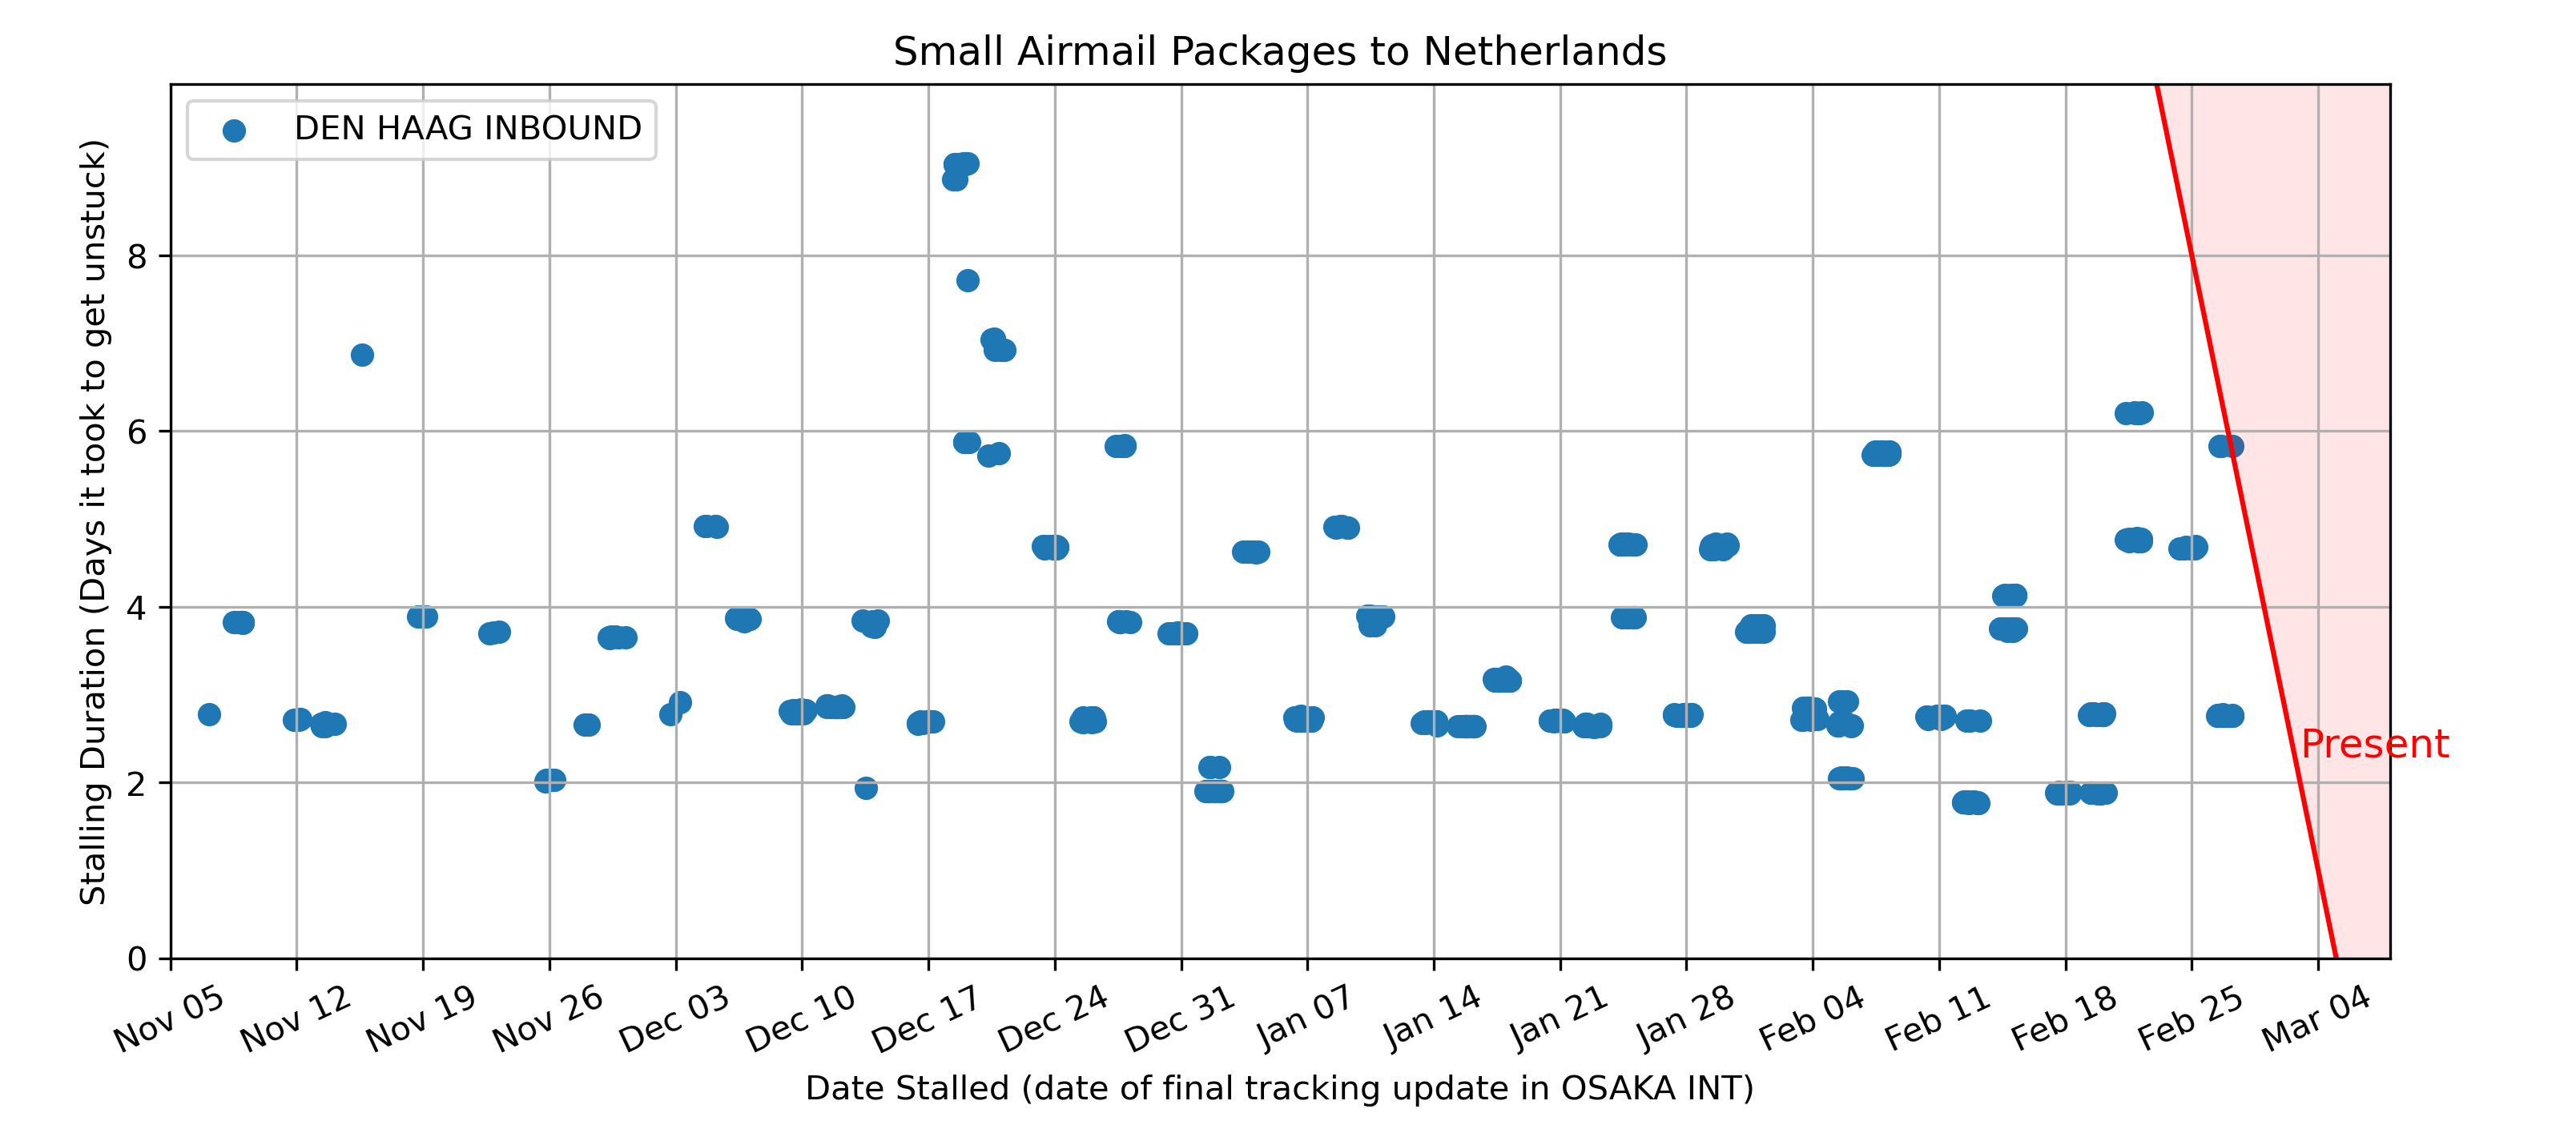 Small Airmail Packages to Netherlands
DEN HAAG INBOUND
Stalling Duration (Days it took to get unstuck)
8
6
4
2
0
Present
Nov 05
Nov 12
Nov 19
Nov 26
Dec 03
Dec 10
Dec 17
Dec 24
Dec 31
Jan 07
Jan 14
Jan 21
Jan 28
Feb 04
Feb 11
Feb 18
Feb 25
Mar 04
Date Stalled (date of final tracking update in OSAKA INT)